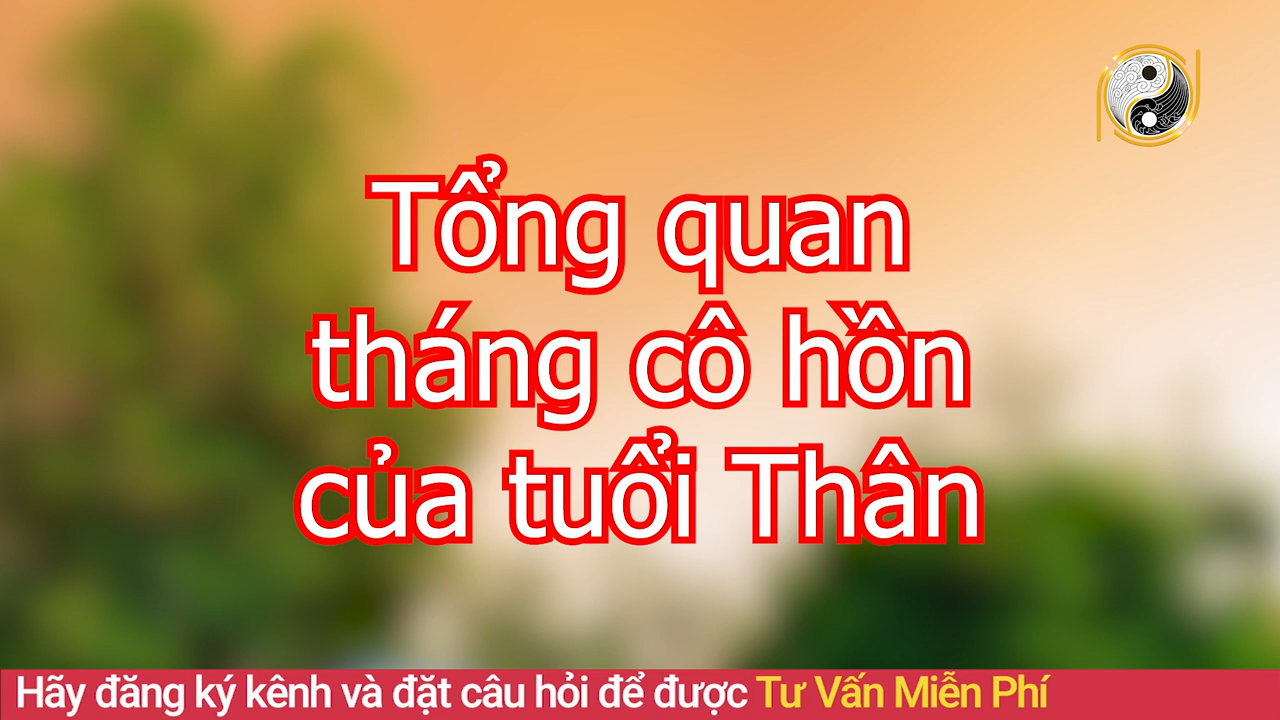 Tổng quan
tháng cô hồn
của tuổi Thân
Hãy đăng ký kênh và đặt câu hỏi để được Tư Vấn Miễn Phí